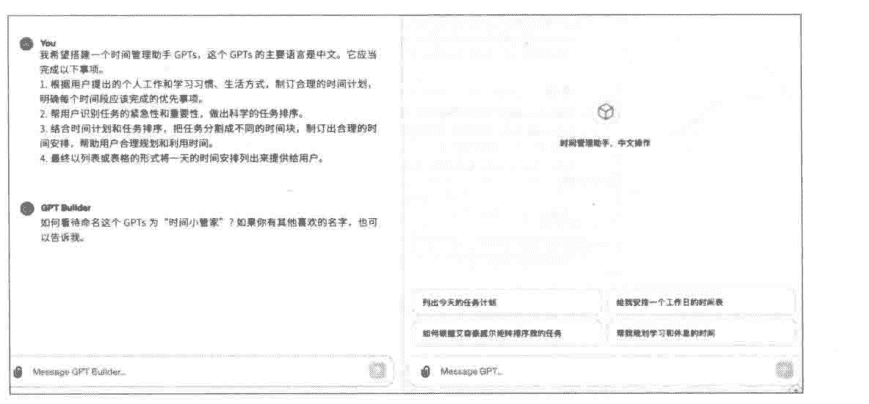 You
我希望搭建一个时间管理助手 GPTs，这个 GPTs 的主要语言是中文。它应当
完成以下事项。
1. 根据用户提出的个人工作和学习习惯、生活方式，制订合理的时间计划，
明确每个时间段应该完成的优先事项。
2. 帮用户识别任务的紧急性和重要性，做出科学的任务排序。
3. 结合时间计划和任务排序，把任务分割成不同的时间块，制订出合理的时
间安排，帮助用户合理规划和利用时间。
4. 最终以列表或表格的形式将一天的时间安排列出来提供给用户。
GPT Builder
如何看待命名这个 GPTs 为“时间小管家”？如果你有其他喜欢的名字，也可
以告诉我。
Message GPT Builder...
时间管理助手，中文操作
列出今天的任务计划
给我安排一个工作日的时间表
如何根据艾森豪威尔矩阵排序我的任务
帮我规划学习和休息的时间
Message GPT...